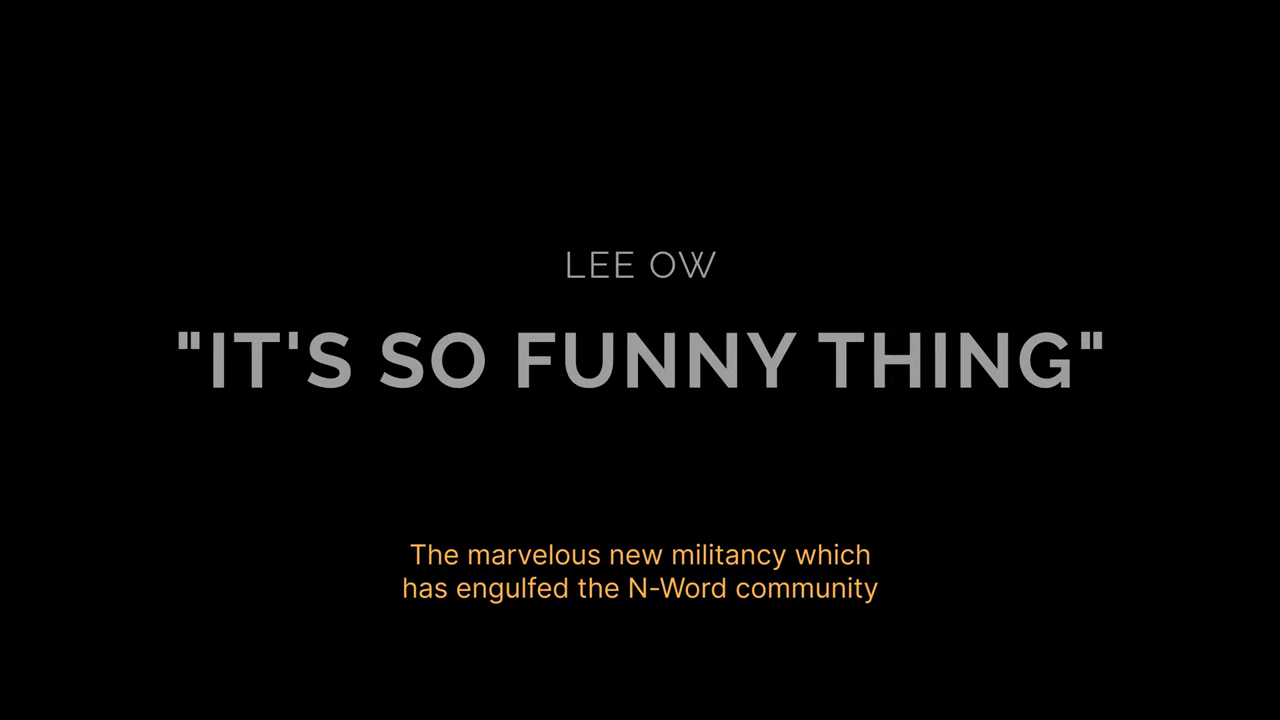 LEE OW
"IT'S SO FUNNY THING"
The marvelous new militancy which
has engulfed the N-Word community